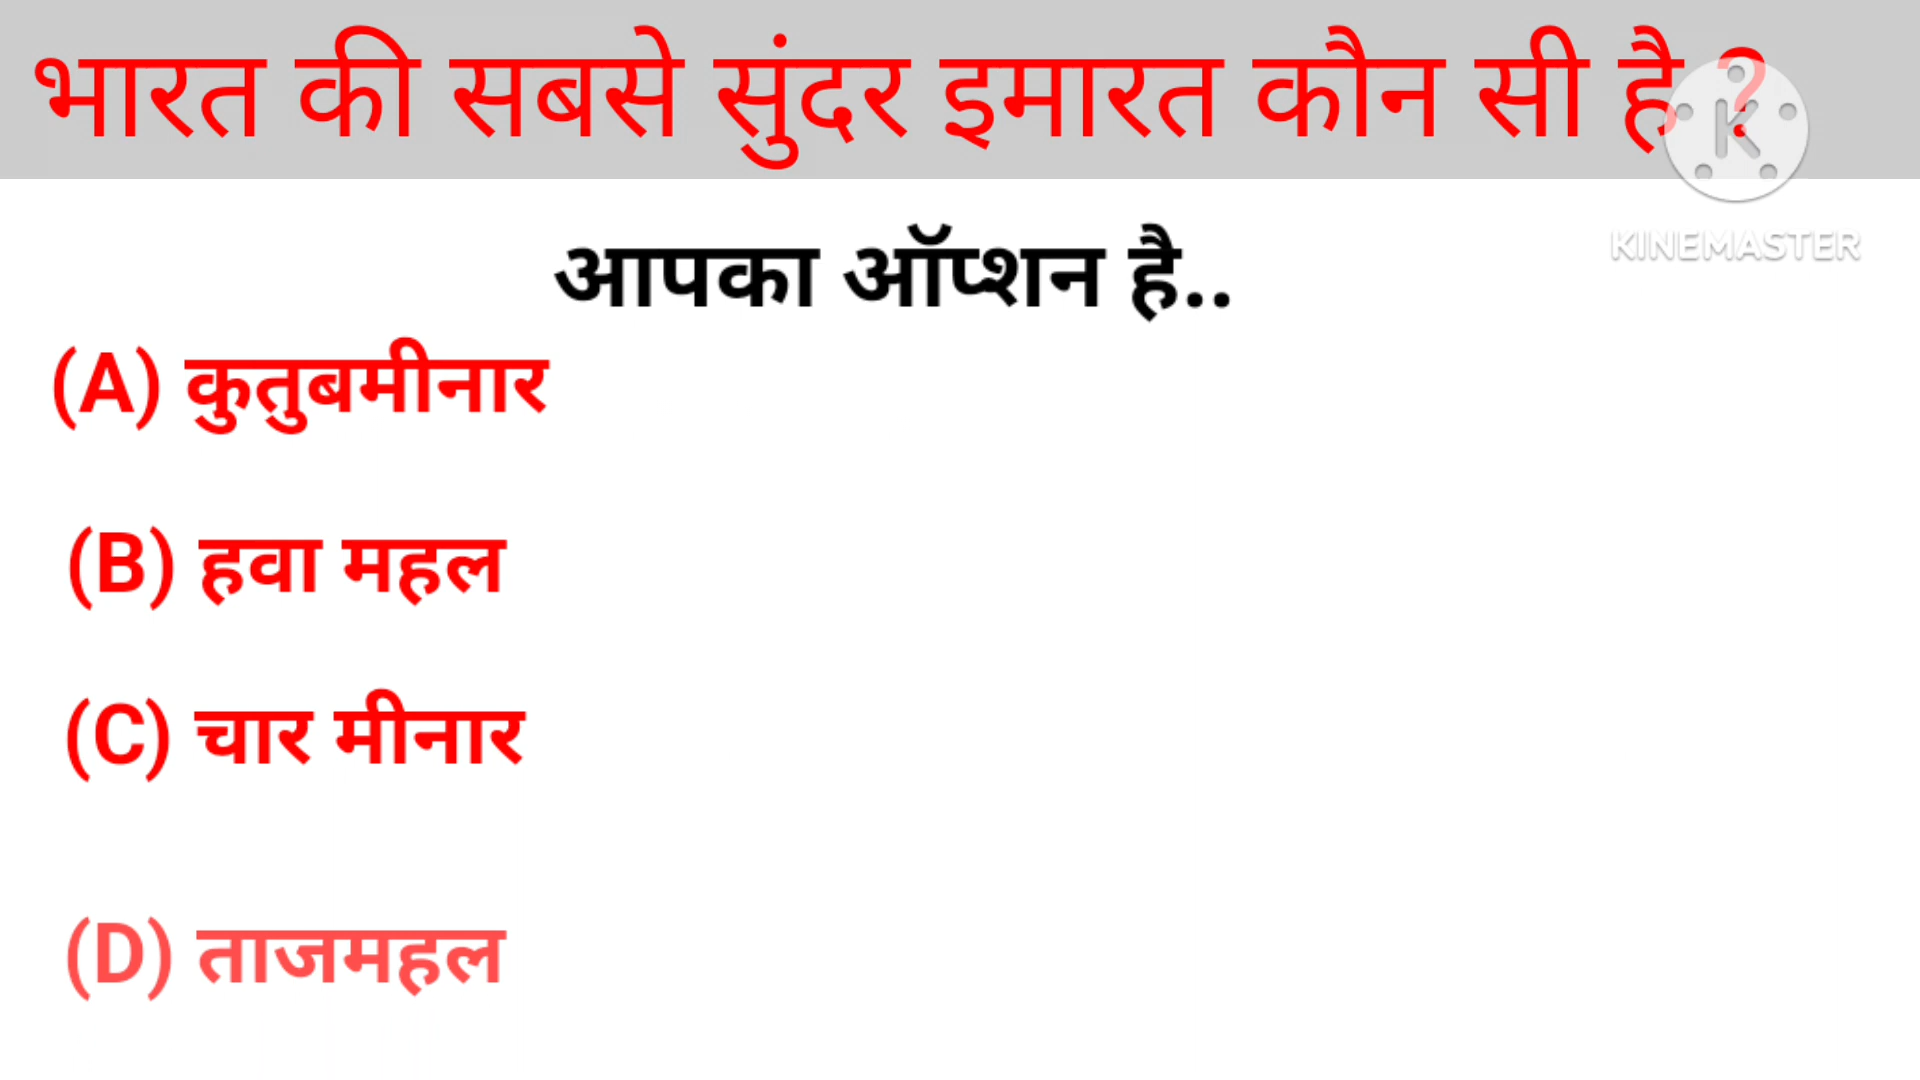 भारत की सबसे सुंदर इमारत कौन सी है ?
K
KINEMASTER
आपका ऑप्शन है..
(A) कुतुबमीनार
(B) हवा महल
(C) चार मीनार
(D) ताजमहल